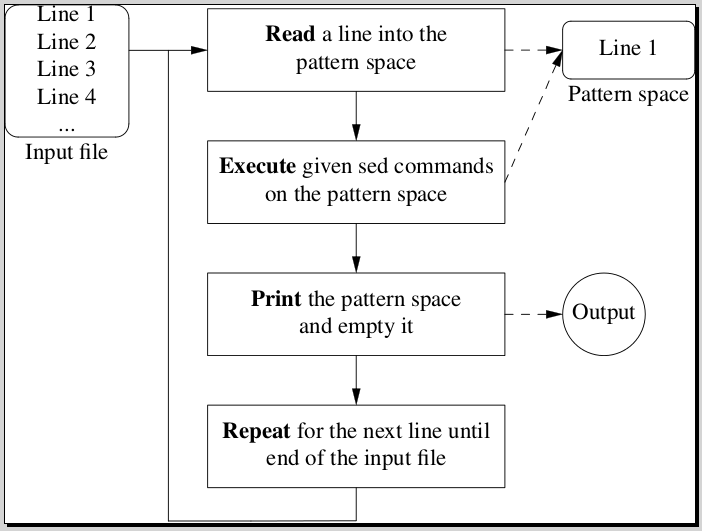 Line 1
Line 2
Line 3
Line 4
...
Input file
Read a line into the
pattern space
Line 1
Pattern space
Execute given sed commands
on the pattern space
Print the pattern space
and empty it
Output
Repeat for the next line until
end of the input file